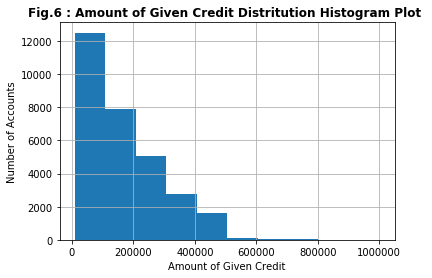 Fig.6 : Amount of Given Credit Distritution Histogram Plot
12000
10000
8000
6000
4000
2000
0
Number of Accounts
0 200000 400000 600000 800000 1000000
Amount of Given Credit